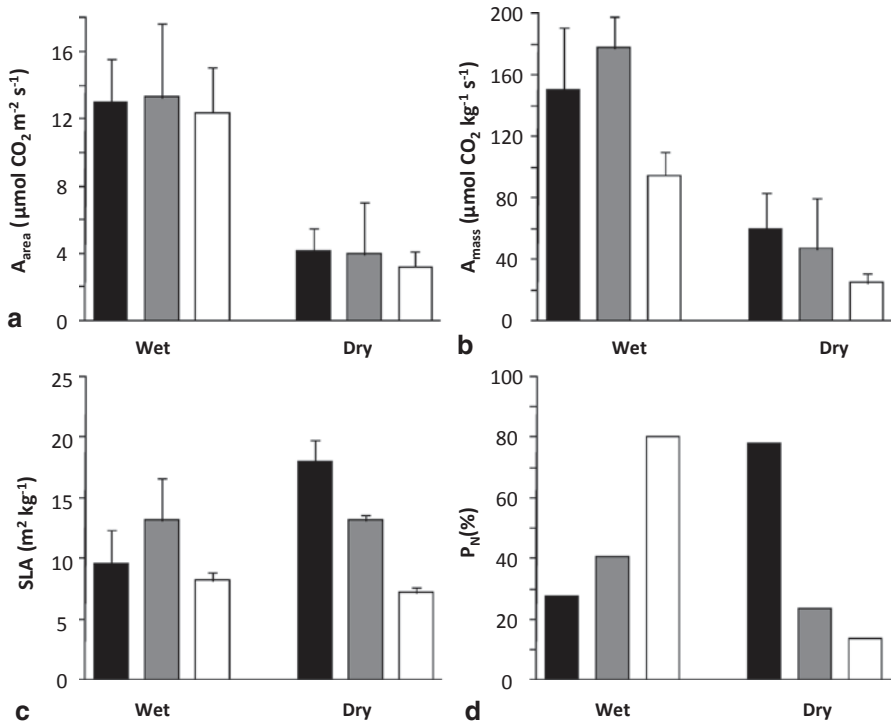 A_area ( µmol CO₂ m⁻² s⁻¹)
16
12
8
4
0
Wet
Dry
a
A_mass ( µmol CO₂ kg⁻¹ s⁻¹)
200
160
120
80
40
0
Wet
Dry
b
SLA (m² kg⁻¹)
25
20
15
10
5
0
Wet
Dry
c
P_N(%)
100
80
60
40
20
0
Wet
Dry
d